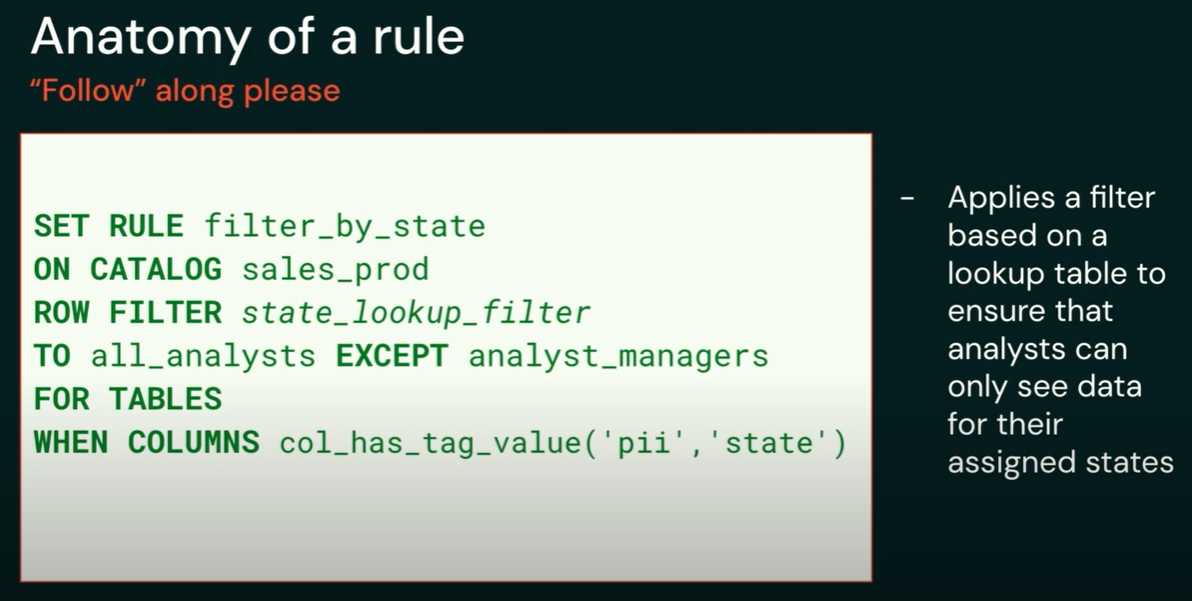 Anatomy of a rule
“Follow” along please
SET RULE filter_by_state
ON CATALOG sales_prod
ROW FILTER state_lookup_filter
TO all_analysts EXCEPT analyst_managers
FOR TABLES
WHEN COLUMNS col_has_tag_value('pii','state')
- Applies a filter
based on a
lookup table to
ensure that
analysts can
only see data
for their
assigned states